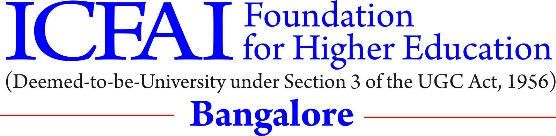 ICFAI Foundation
for Higher Education
(Deemed-to-be-University under Section 3 of the UGC Act, 1956)
Bangalore